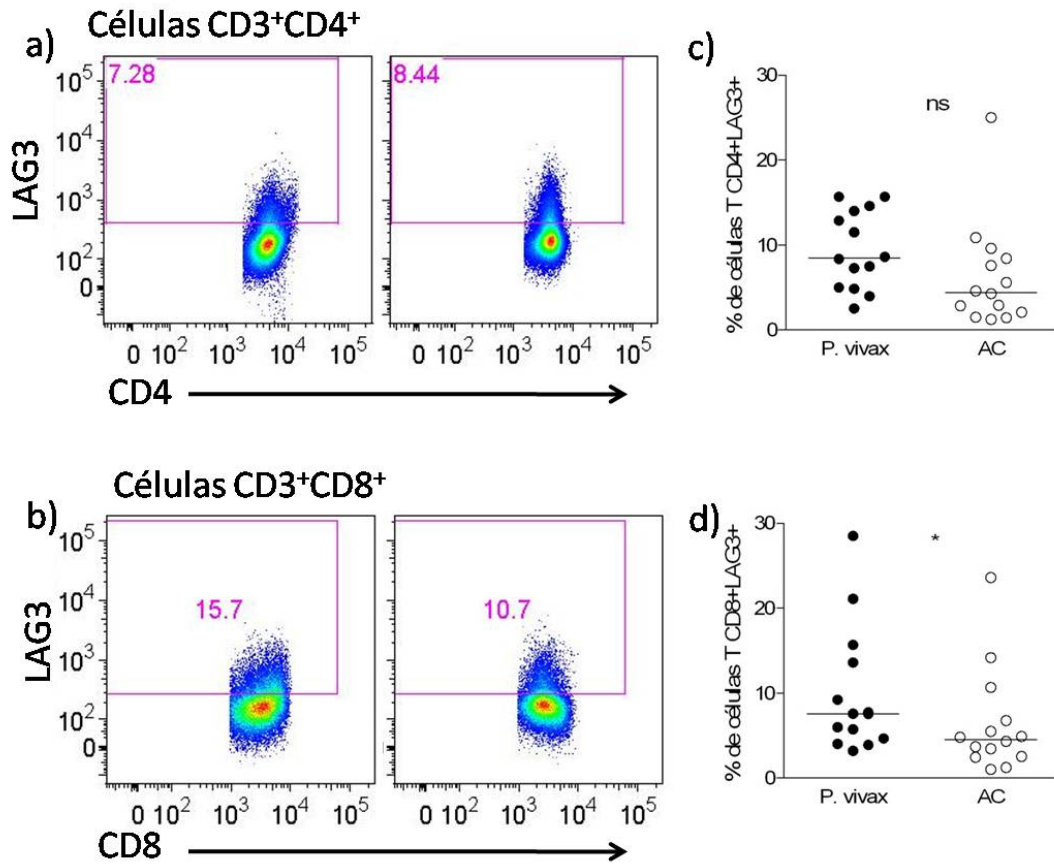 Células CD3⁺CD4⁺
a)
7.28
8.44
LAG3
10⁵
10⁴
10³
10²
0
0 10² 10³ 10⁴ 10⁵
0 10² 10³ 10⁴ 10⁵
CD4
c)
% de células T CD4+LAG3+
30
20
10
0
ns
P. vivax AC
Células CD3⁺CD8⁺
b)
15.7
10.7
LAG3
10⁵
10⁴
10³
10²
0
0 10² 10³ 10⁴ 10⁵
0 10² 10³ 10⁴ 10⁵
CD8
d)
% de células T CD8+LAG3+
30
20
10
0
*
P. vivax AC